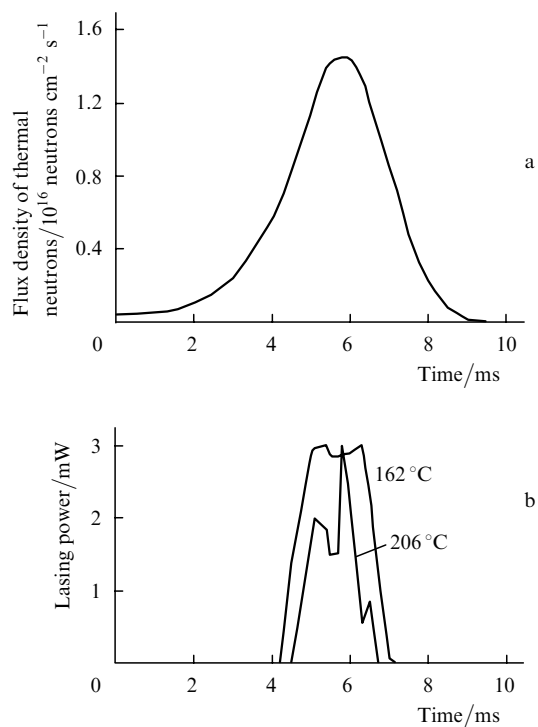 Flux density of thermal
neutrons/10¹⁶ neutrons cm⁻² s⁻¹
1.6
1.2
0.8
0.4
0 2 4 6 8 10
Time/ms
a
Lasing power/mW
3
2
1
0 2 4 6 8 10
Time/ms
162 °C
206 °C
b